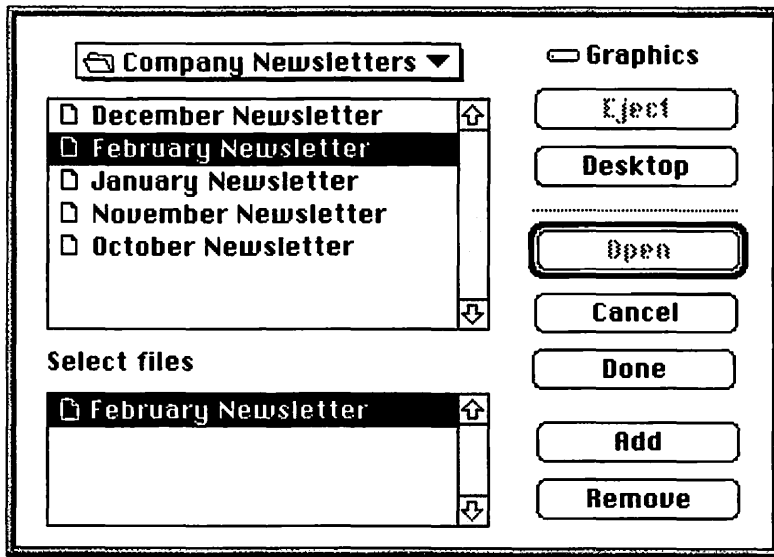 Company Newsletters
Graphics
December Newsletter
February Newsletter
January Newsletter
November Newsletter
October Newsletter
Eject
Desktop
Open
Cancel
Done
Select files
February Newsletter
Add
Remove